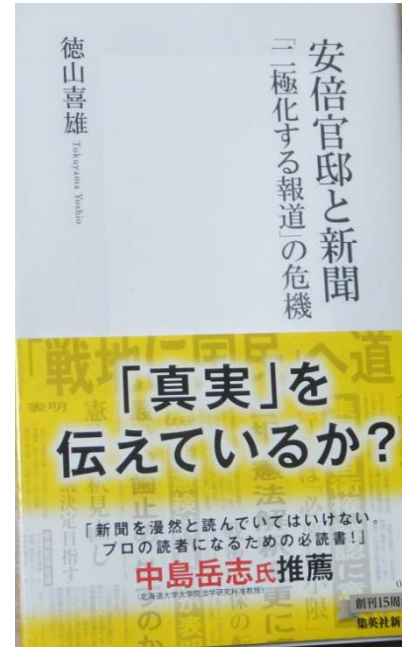 安倍官邸と新聞
「二極化する報道」の危機
徳山喜雄
Tokuyama Yoshio
「戦地に国民」へ道
表明
「真実」を
伝えているか?
「新聞を漫然と読んでいてはいけない。
プロの読者になるための必読書!」
中島岳志氏推薦
(北海道大学大学院法学研究科准教授)
創刊15周
集英社新